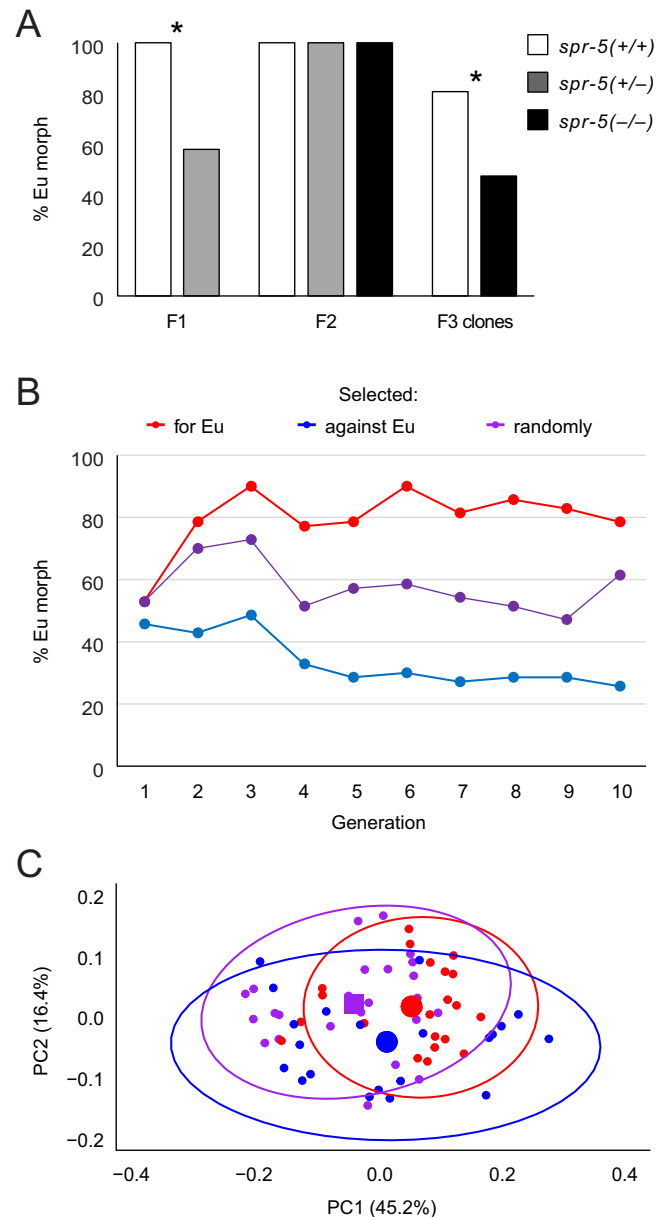 A
% Eu morph
100
80
60
40
20
0
*
*
F1
F2
F3 clones
spr-5(+/+)
spr-5(+/–)
spr-5(–/–)
B
Selected:
for Eu
against Eu
randomly
% Eu morph
100
80
60
40
20
0
1 2 3 4 5 6 7 8 9 10
Generation
C
PC2 (16.4%)
0.2
0.1
0.0
−0.1
−0.2
−0.4 −0.2 0.0 0.2 0.4
PC1 (45.2%)